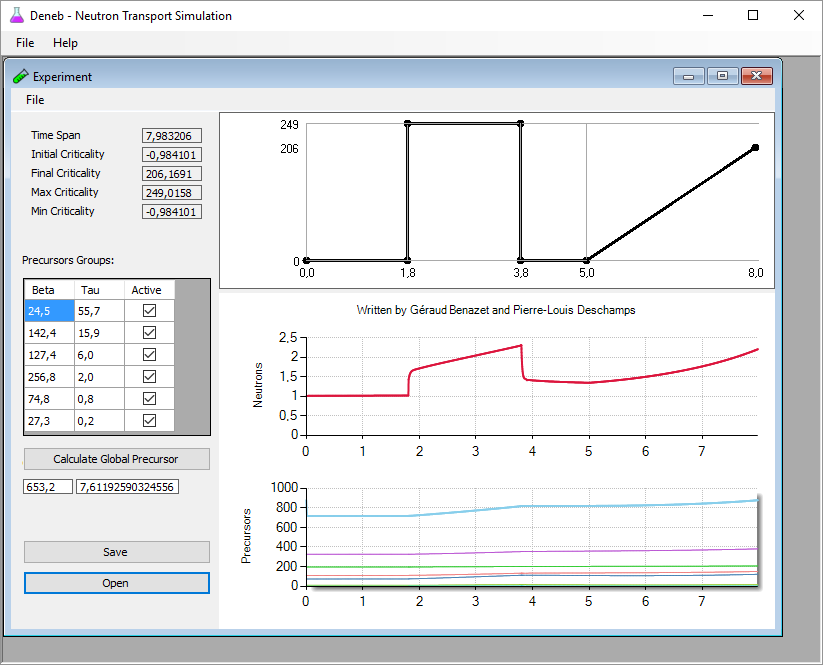 Deneb - Neutron Transport Simulation
File Help
Experiment
File
Time Span 7,983206
Initial Criticality -0,984101
Final Criticality 206,1691
Max Criticality 249,0158
Min Criticality -0,984101
Precursors Groups:
Beta Tau Active
24,5 55,7
142,4 15,9
127,4 6,0
256,8 2,0
74,8 0,8
27,3 0,2
Calculate Global Precursor
653,2 7,61192590324556
Save
Open
249
206
0
0,0 1,8 3,8 5,0 8,0
Written by Géraud Benazet and Pierre-Louis Deschamps
Neutrons
2,5
2
1,5
1
0,5
0
0 1 2 3 4 5 6 7
Precursors
1000
800
600
400
200
0
0 1 2 3 4 5 6 7